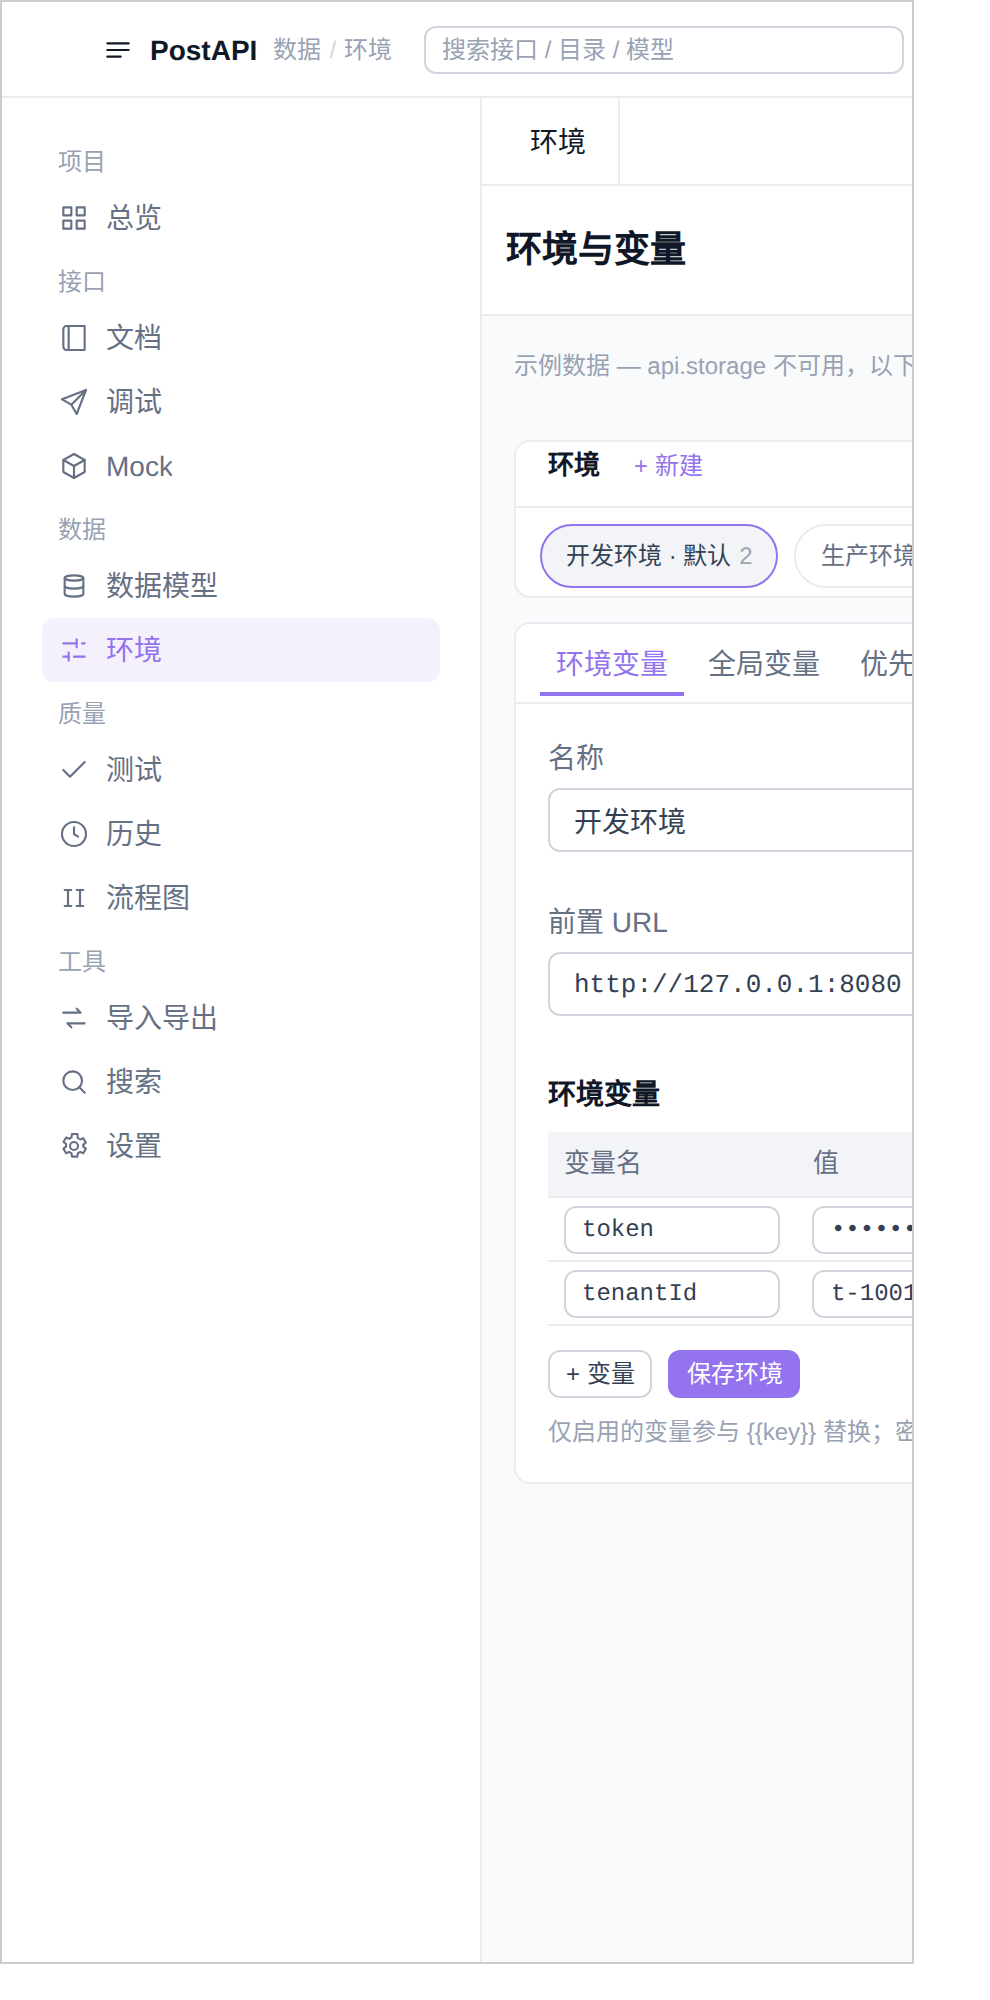 PostAPI 数据 / 环境 搜索接口 / 目录 / 模型
项目
总览
接口
文档
调试
Mock
数据
数据模型
环境
质量
测试
历史
流程图
工具
导入导出
搜索
设置
环境
环境与变量
示例数据 — api.storage 不可用，以下
环境 + 新建
开发环境 · 默认 2 生产环境
环境变量 全局变量 优先
名称
开发环境
前置 URL
http://127.0.0.1:8080
环境变量
变量名 值
token ••••••
tenantId t-1001
+ 变量 保存环境
仅启用的变量参与 {{key}} 替换；密